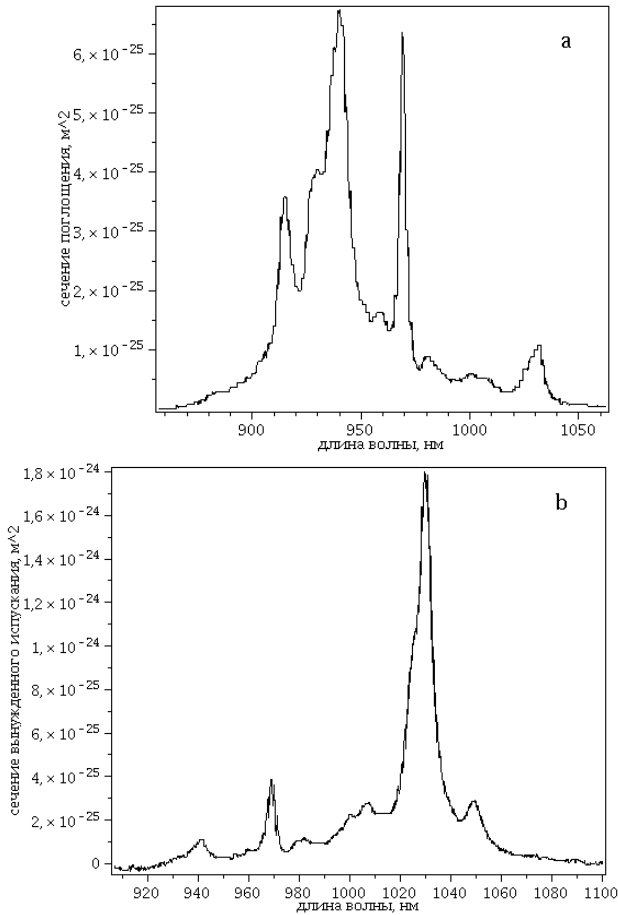 a
6, × 10⁻²⁵
5, × 10⁻²⁵
4, × 10⁻²⁵
3, × 10⁻²⁵
2, × 10⁻²⁵
1, × 10⁻²⁵
сечение поглощения, м^2
900 950 1000 1050
длина волны, нм
b
1,8 × 10⁻²⁴
1,6 × 10⁻²⁴
1,4 × 10⁻²⁴
1,2 × 10⁻²⁴
1, × 10⁻²⁴
8, × 10⁻²⁵
6, × 10⁻²⁵
4, × 10⁻²⁵
2, × 10⁻²⁵
0
сечение вынужденного испускания, м^2
920 940 960 980 1000 1020 1040 1060 1080 1100
длина волны, нм